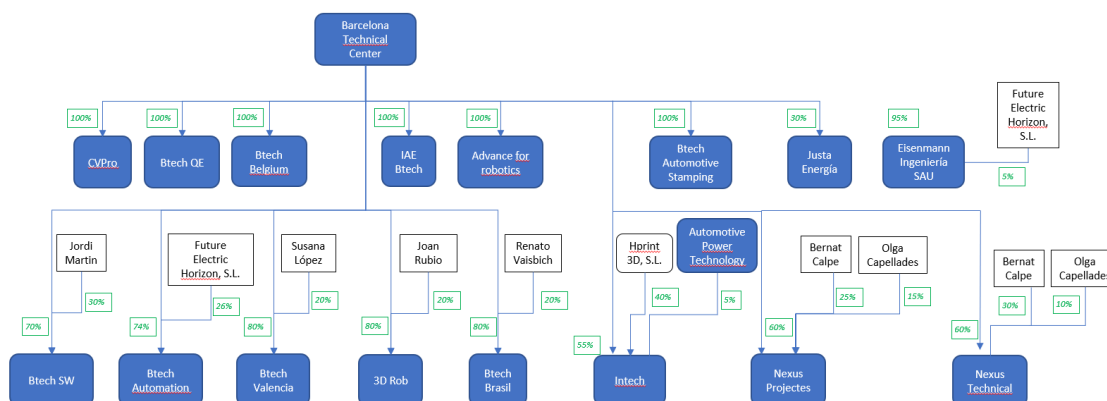 Barcelona
Technical
Center
100%
100%
100%
100%
100%
100%
30%
95%
Future
Electric
Horizon,
S.L.
CVPro
Btech QE
Btech
Belgium
IAE
Btech
Advance for
robotics
Btech
Automotive
Stamping
Justa
Energía
Eisenmann
Ingeniería
SAU
5%
Jordi
Martin
Future
Electric
Horizon, S.L.
Susana
López
Joan
Rubio
Renato
Vaisbich
Hprint
3D, S.L.
Automotive
Power
Technology
Bernat
Calpe
Olga
Capellades
Bernat
Calpe
Olga
Capellades
30%
26%
20%
20%
20%
40%
5%
25%
15%
30%
10%
70%
74%
80%
80%
80%
55%
60%
60%
Btech SW
Btech
Automation
Btech
Valencia
3D Rob
Btech
Brasil
Intech
Nexus
Projectes
Nexus
Technical